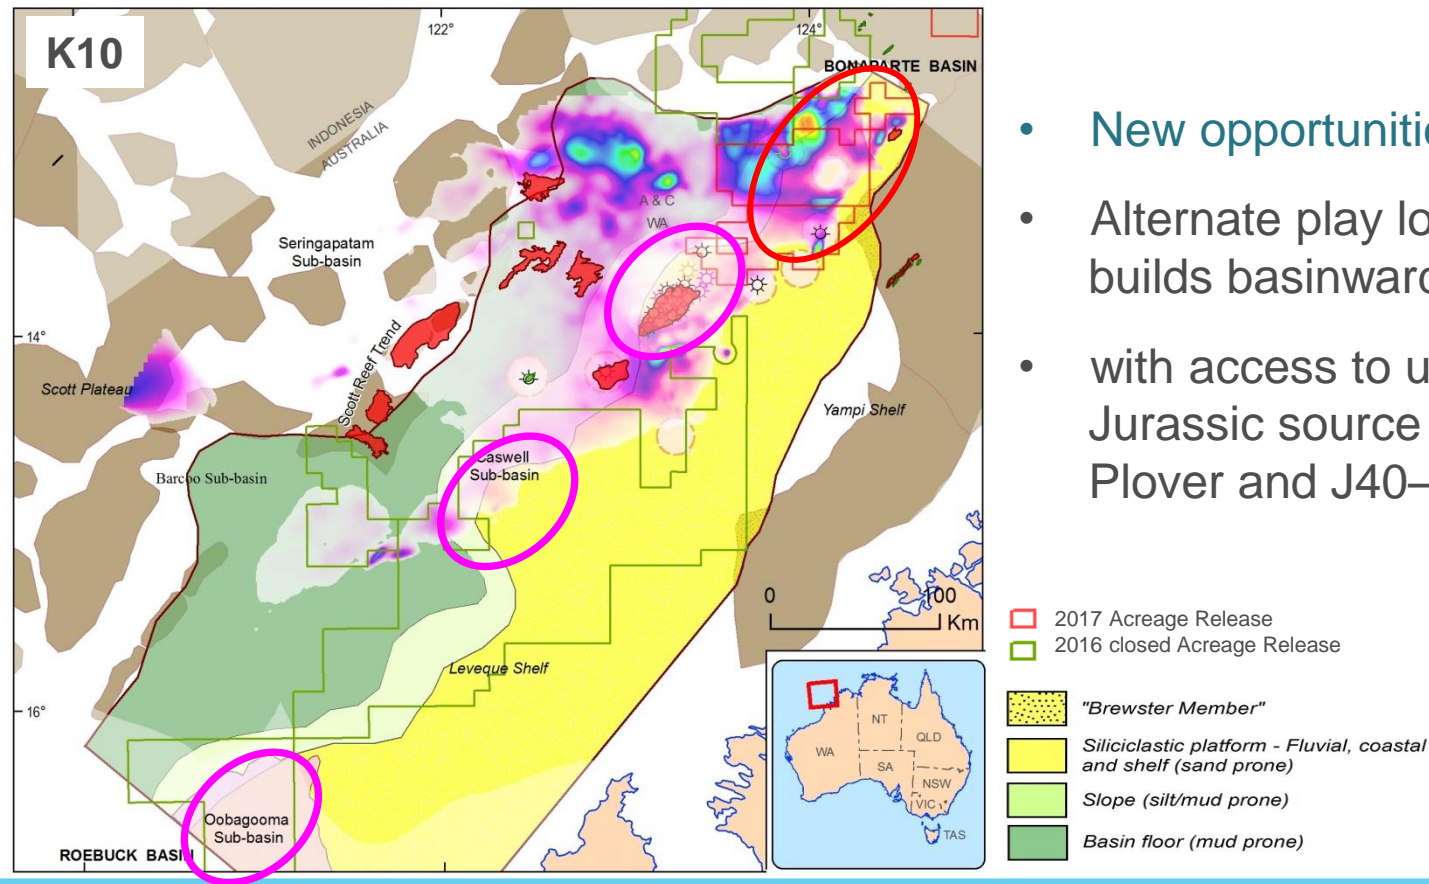 K10
122°
124°
BONAPARTE BASIN
INDONESIA
AUSTRALIA
A & C
WA
Seringapatam
Sub-basin
14°
Scott Reef Trend
Scott Plateau
Yampi Shelf
Caswell
Sub-basin
Barcoo Sub-basin
0
100
Km
Leveque Shelf
16°
Oobagooma
Sub-basin
ROEBUCK BASIN
NT
WA
QLD
SA
NSW
VIC
TAS
• New
• Alternate play
builds
• with access to
Jurassic source
Plover and J40–
2017 Acreage Release
2016 closed Acreage Release
"Brewster Member"
Siliciclastic platform - Fluvial, coastal
and shelf (sand prone)
Slope (silt/mud prone)
Basin floor (mud prone)